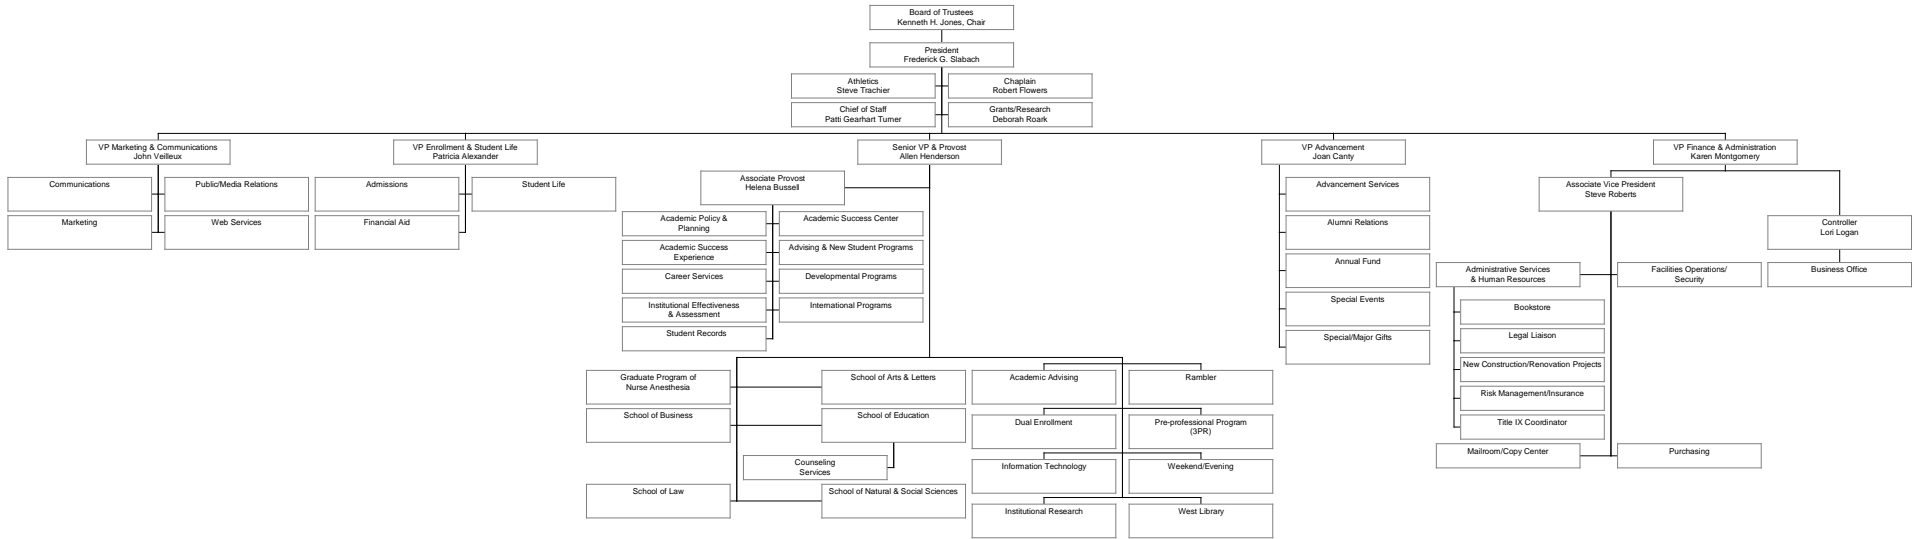 Board of Trustees
Kenneth H. Jones, Chair
President
Frederick G. Slabach
Athletics
Steve Trachier
Chaplain
Robert Flowers
Chief of Staff
Patti Gearhart Turner
Grants/Research
Deborah Roark
VP Marketing & Communications
John Veilleux
VP Enrollment & Student Life
Patricia Alexander
Senior VP & Provost
Allen Henderson
VP Advancement
Joan Canty
VP Finance & Administration
Karen Montgomery
Communications
Public/Media Relations
Marketing
Web Services
Admissions
Student Life
Financial Aid
Associate Provost
Helena Bussell
Academic Policy &
Planning
Academic Success Center
Academic Success
Experience
Advising & New Student Programs
Career Services
Developmental Programs
Institutional Effectiveness
& Assessment
International Programs
Student Records
Graduate Program of
Nurse Anesthesia
School of Arts & Letters
School of Business
School of Education
Counseling
Services
School of Law
School of Natural & Social Sciences
Academic Advising
Rambler
Dual Enrollment
Pre-professional Program
(3PR)
Information Technology
Weekend/Evening
Institutional Research
West Library
Advancement Services
Alumni Relations
Annual Fund
Special Events
Special/Major Gifts
Associate Vice President
Steve Roberts
Controller
Lori Logan
Administrative Services
& Human Resources
Facilities Operations/
Security
Business Office
Bookstore
Legal Liaison
New Construction/Renovation Projects
Risk Management/Insurance
Title IX Coordinator
Mailroom/Copy Center
Purchasing